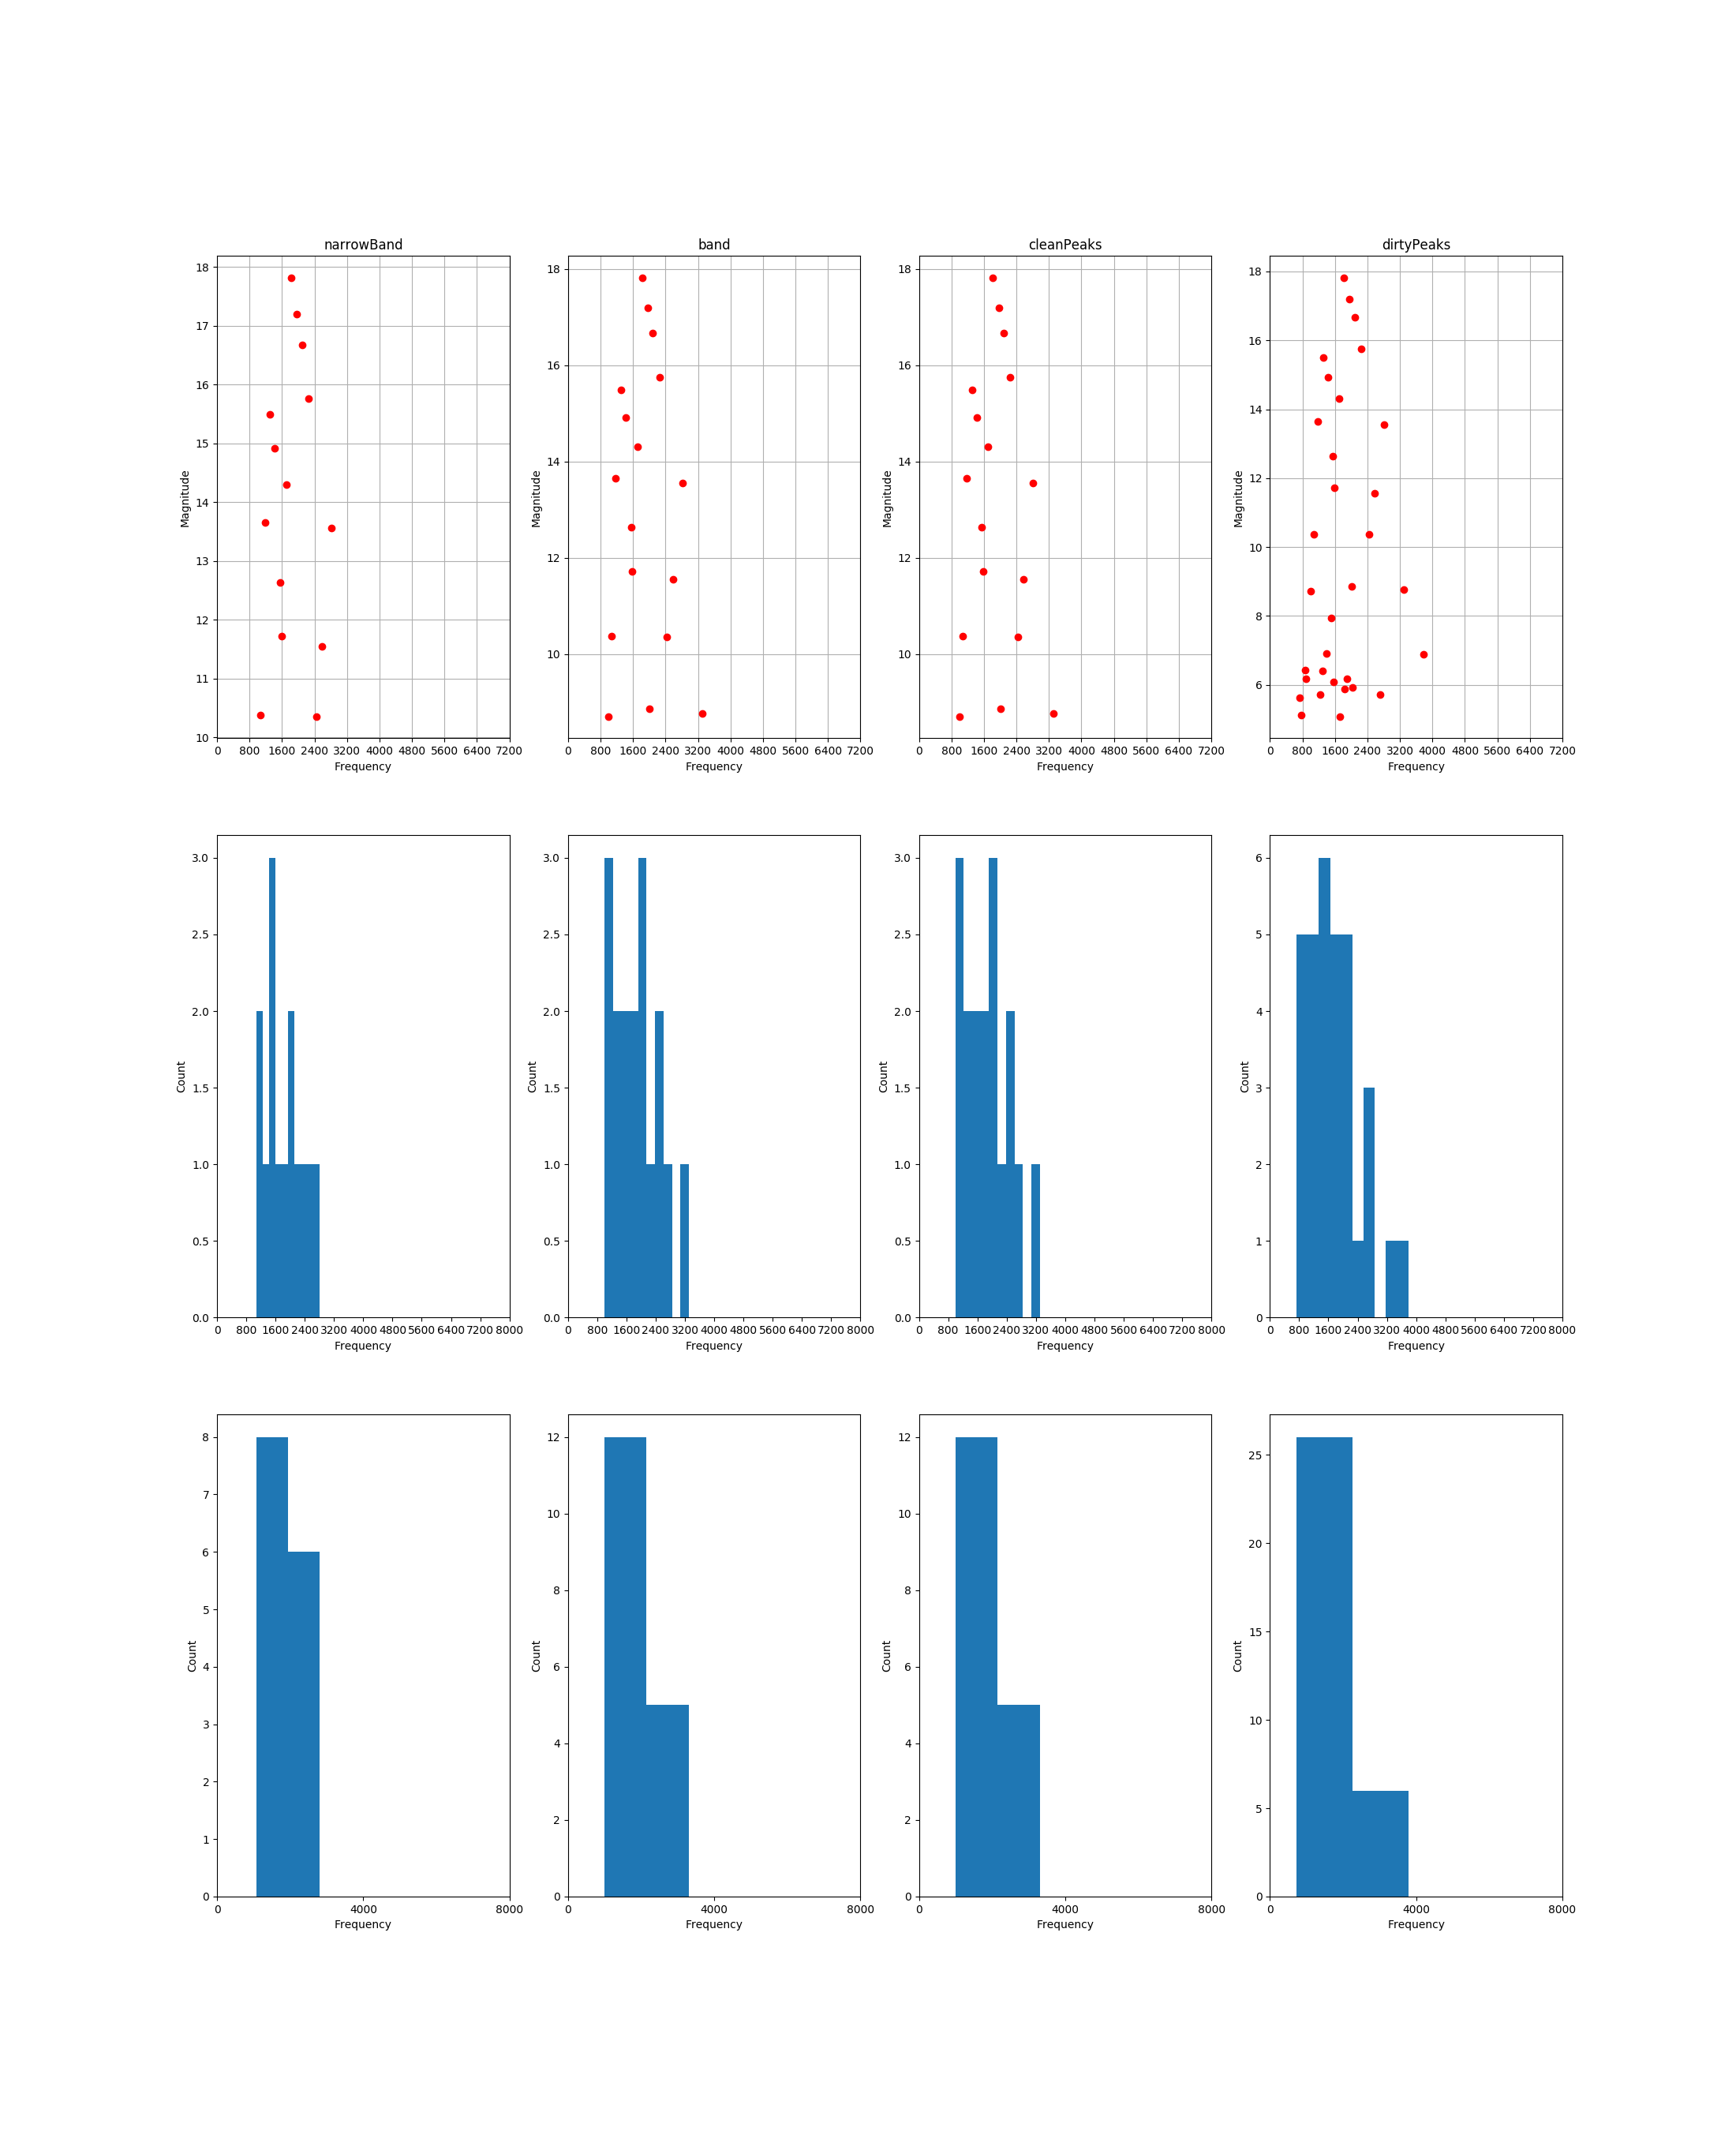 narrowBand band cleanPeaks dirtyPeaks
18 18 18 18
17
16 16 16 16
15
14 14 14 14
13
12 12 12 12
11
10 10 10 10
8
6
Magnitude Magnitude Magnitude Magnitude
0 800 1600 2400 3200 4000 4800 5600 6400 7200 0 800 1600 2400 3200 4000 4800 5600 6400 7200 0 800 1600 2400 3200 4000 4800 5600 6400 7200 0 800 1600 2400 3200 4000 4800 5600 6400 7200
Frequency Frequency Frequency Frequency
3.0 3.0 3.0 6
2.5 2.5 2.5 5
2.0 2.0 2.0 4
1.5 1.5 1.5 3
1.0 1.0 1.0 2
0.5 0.5 0.5 1
0.0 0.0 0.0 0
Count Count Count Count
0 800 1600 2400 3200 4000 4800 5600 6400 7200 8000 0 800 1600 2400 3200 4000 4800 5600 6400 7200 8000 0 800 1600 2400 3200 4000 4800 5600 6400 7200 8000 0 800 1600 2400 3200 4000 4800 5600 6400 7200 8000
Frequency Frequency Frequency Frequency
8 12 12 25
7
6 10 10 20
5 8 8
4 6 6 15
3 4 4 10
2
1 2 2 5
0 0 0 0
Count Count Count Count
0 4000 8000 0 4000 8000 0 4000 8000 0 4000 8000
Frequency Frequency Frequency Frequency